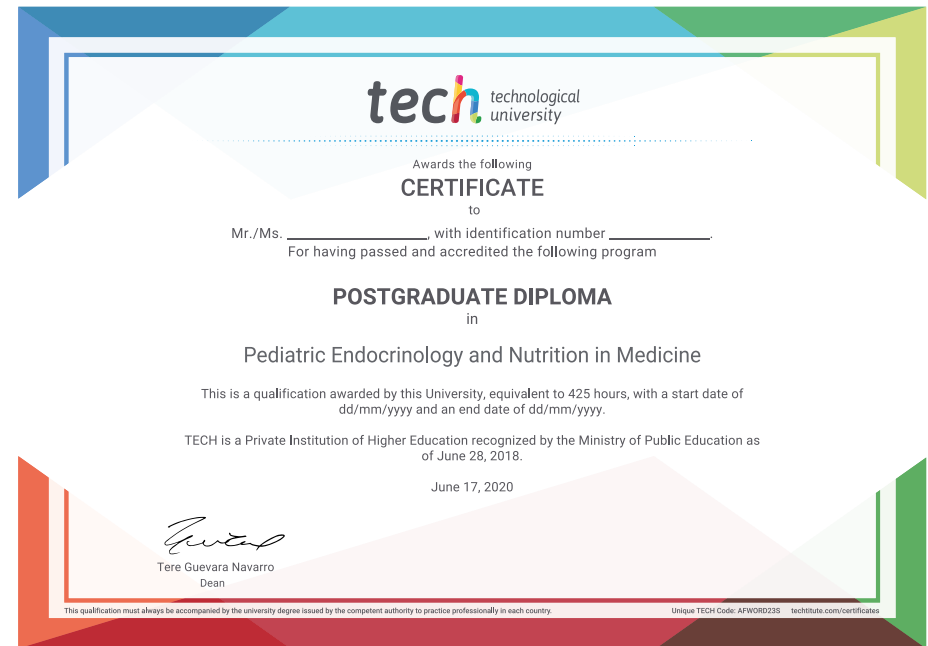 tech technological
university
Awards the following
CERTIFICATE
to
Mr./Ms. ____________________, with identification number ______________.
For having passed and accredited the following program
POSTGRADUATE DIPLOMA
in
Pediatric Endocrinology and Nutrition in Medicine
This is a qualification awarded by this University, equivalent to 425 hours, with a start date of
dd/mm/yyyy and an end date of dd/mm/yyyy.
TECH is a Private Institution of Higher Education recognized by the Ministry of Public Education as
of June 28, 2018.
June 17, 2020
Tere Guevara Navarro
Dean
This qualification must always be accompanied by the university degree issued by the competent authority to practice professionally in each country.
Unique TECH Code: AFWORD23S techtitute.com/certificates